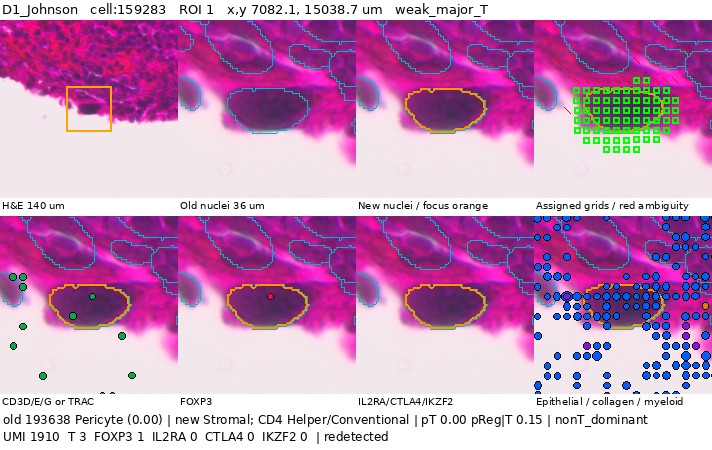 D1_Johnson cell:159283 ROI 1 x,y 7082.1, 15038.7 um weak_major_T
H&E 140 um
Old nuclei 36 um
New nuclei / focus orange
Assigned grids / red ambiguity
CD3D/E/G or TRAC
FOXP3
IL2RA/CTLA4/IKZF2
Epithelial / collagen / myeloid
old 193638 Pericyte (0.00) | new Stromal; CD4 Helper/Conventional | pT 0.00 pReg|T 0.15 | nonT_dominant
UMI 1910 T 3 FOXP3 1 IL2RA 0 CTLA4 0 IKZF2 0 | redetected